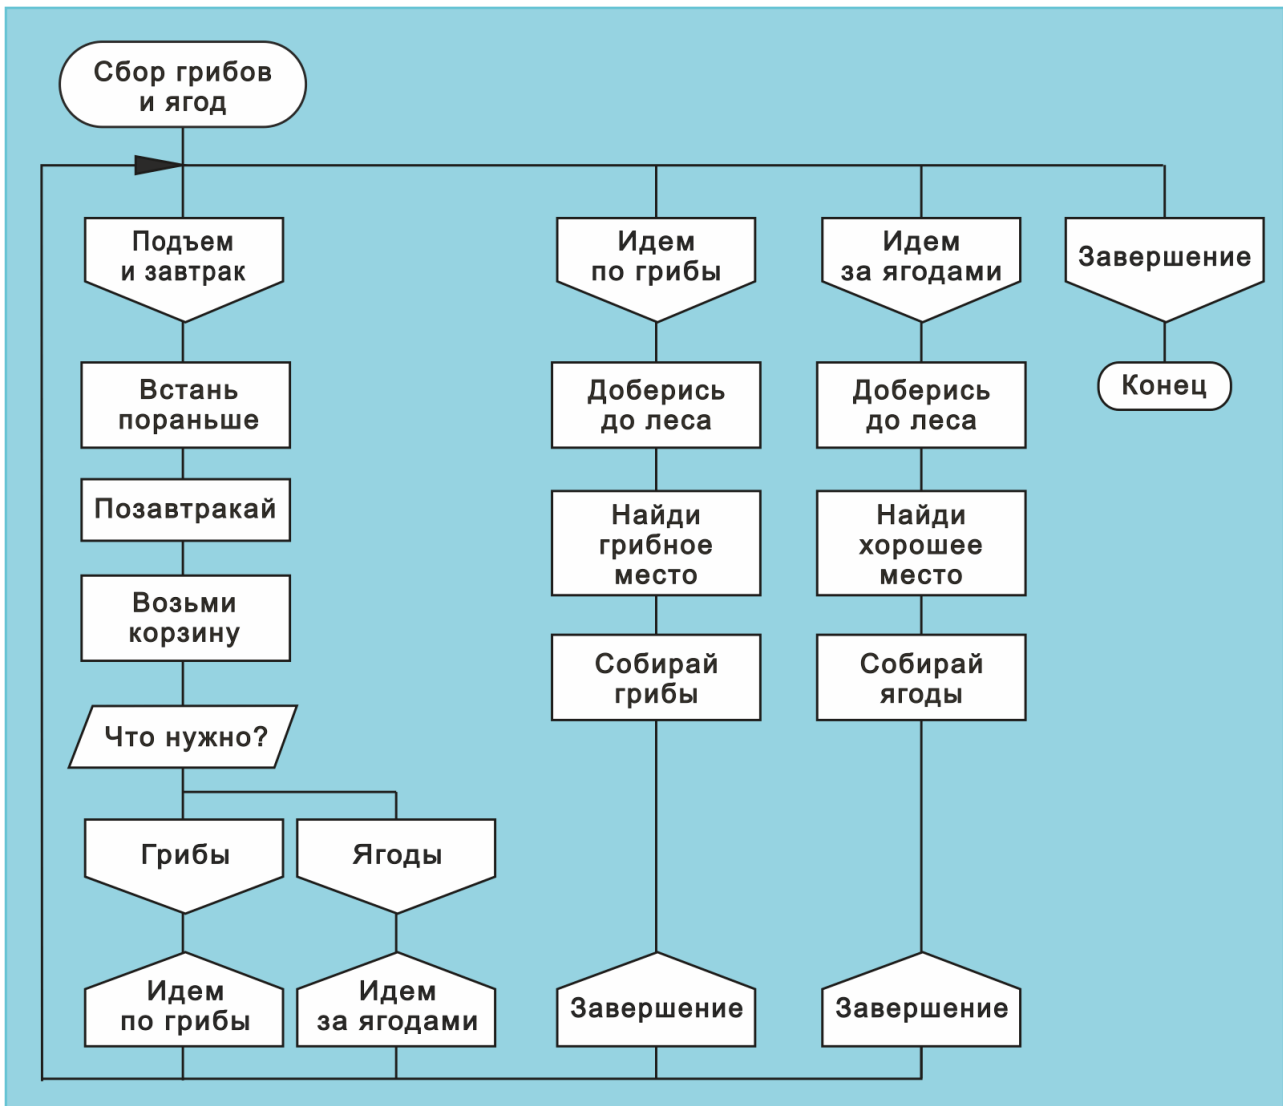 Сбор грибов
и ягод
Подъем
и завтрак
Встань
пораньше
Позавтракай
Возьми
корзину
Что нужно?
Грибы
Ягоды
Идем
по грибы
Идем
за ягодами
Идем
по грибы
Доберись
до леса
Найди
грибное
место
Собирай
грибы
Завершение
Идем
за ягодами
Доберись
до леса
Найди
хорошее
место
Собирай
ягоды
Завершение
Завершение
Конец